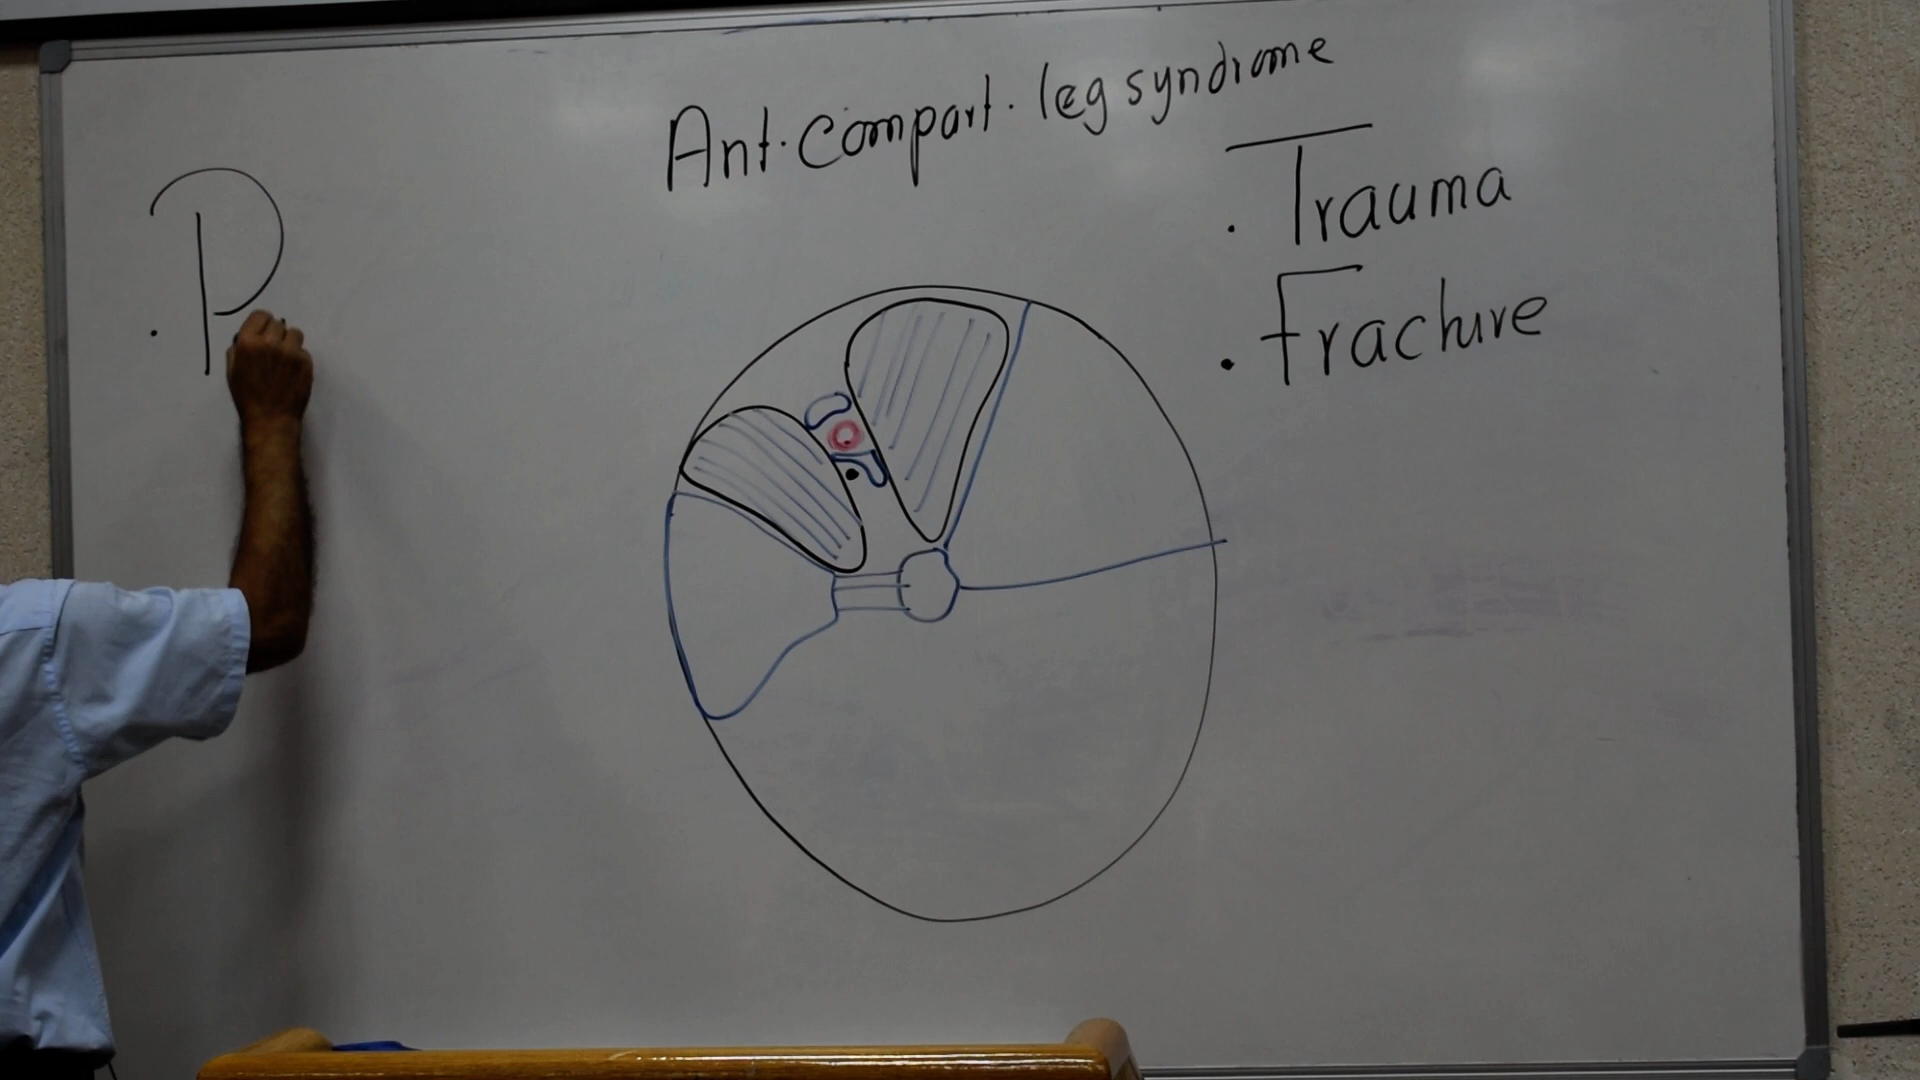 Ant. Compart. leg syndrome
. Trauma
. Fracture
. P